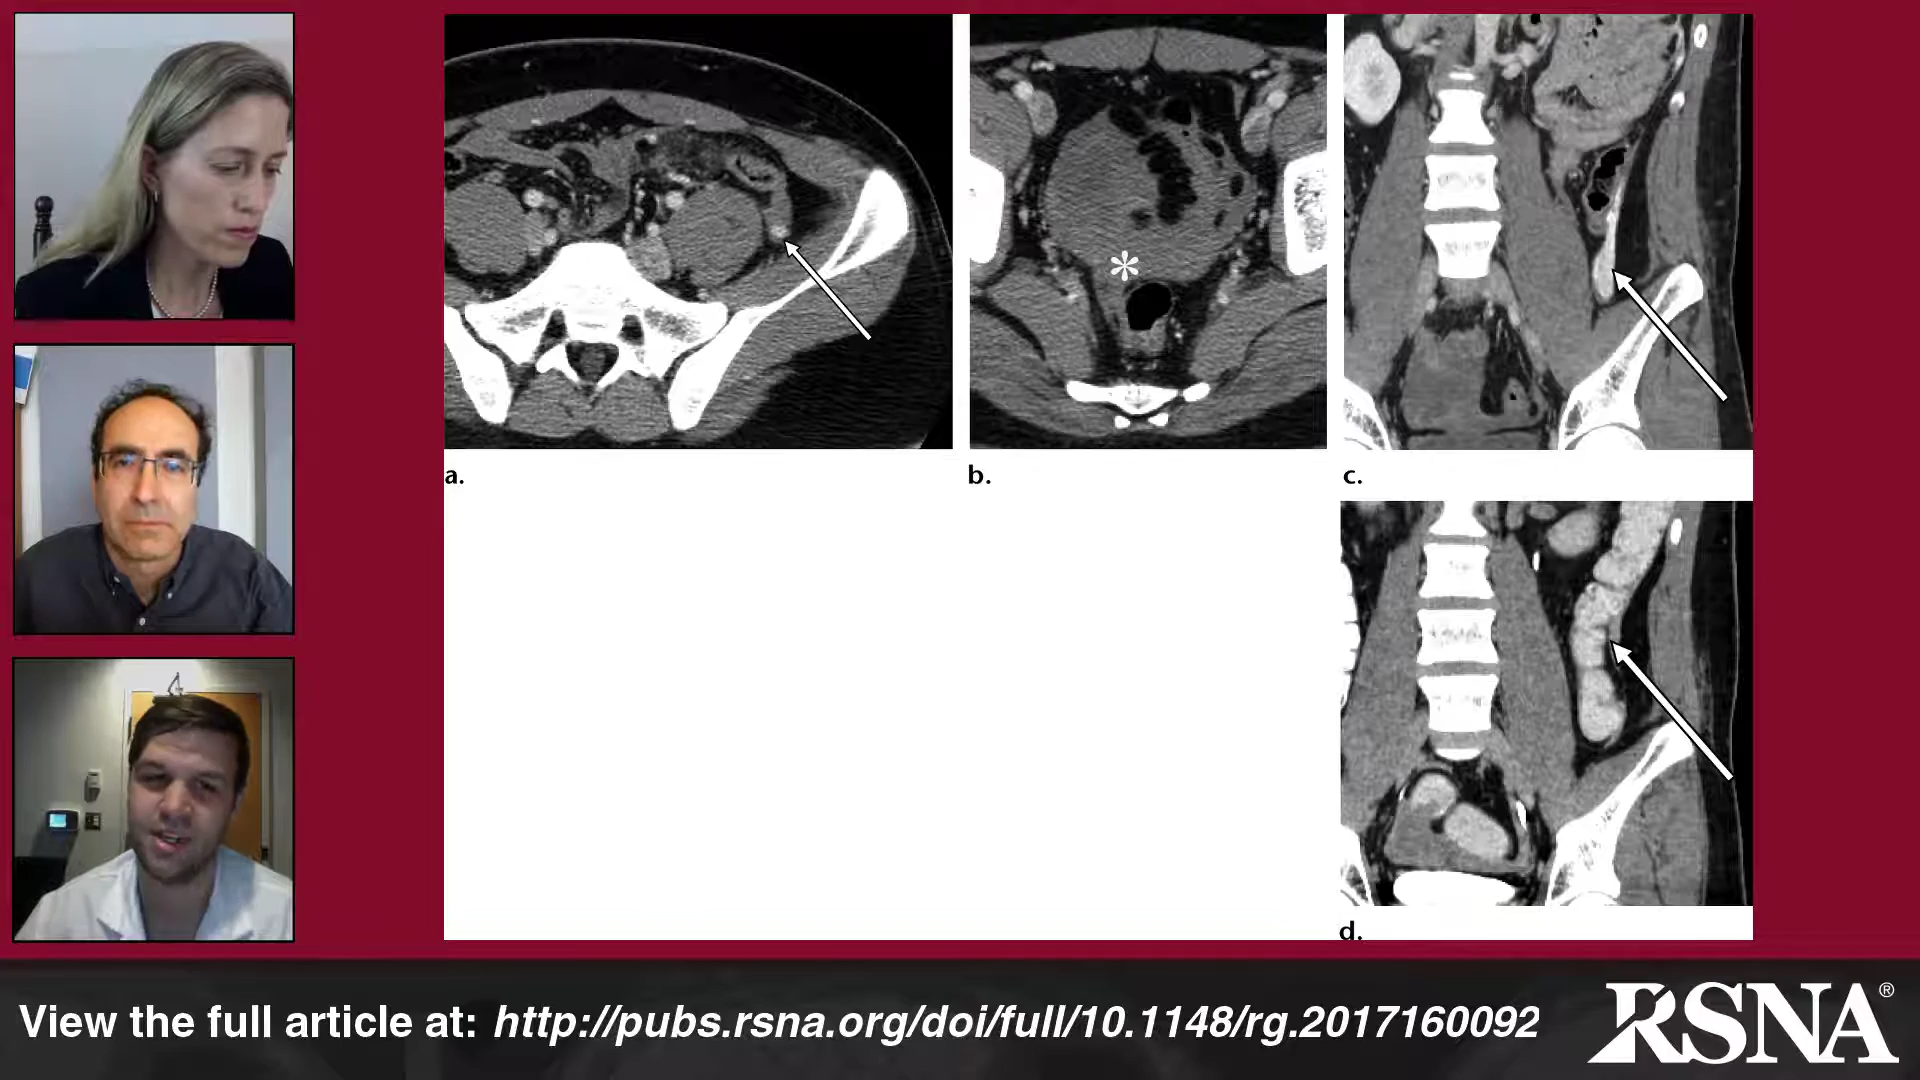 a.
b.
c.
d.
View the full article at: http://pubs.rsna.org/doi/full/10.1148/rg.2017160092
RSNA®